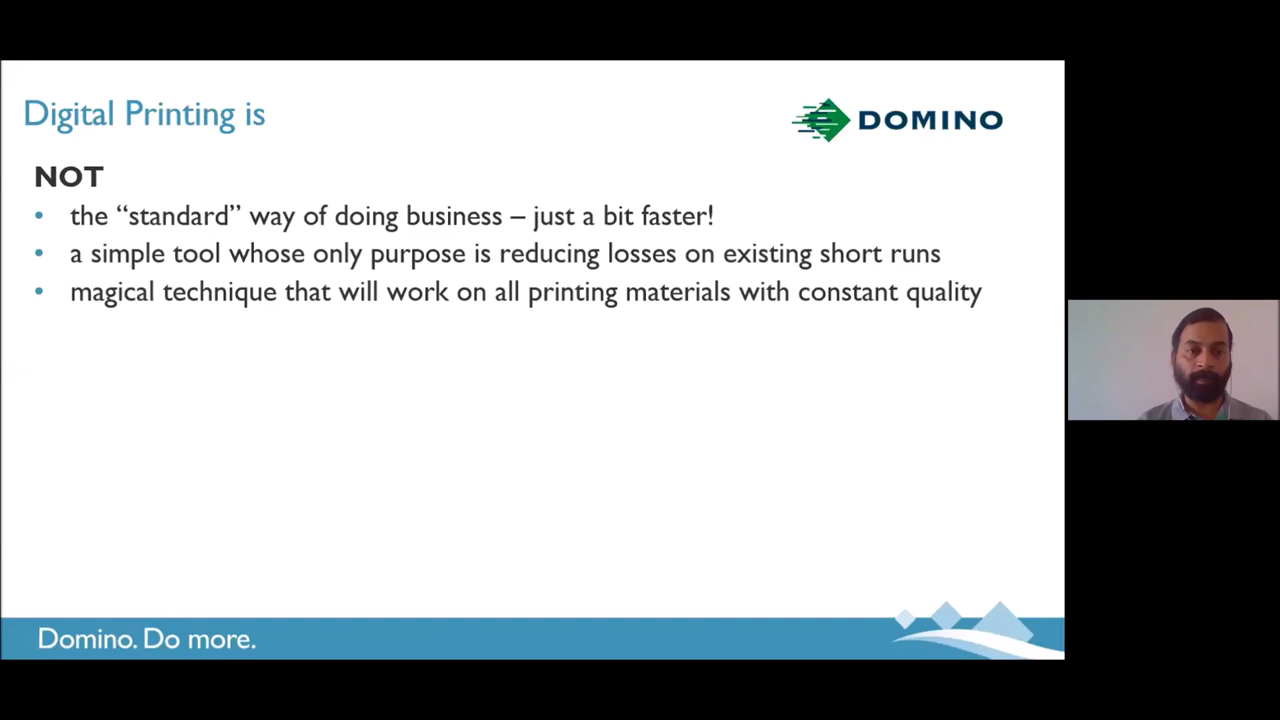 Digital Printing is
DOMINO
NOT
• the “standard” way of doing business – just a bit faster!
• a simple tool whose only purpose is reducing losses on existing short runs
• magical technique that will work on all printing materials with constant quality
Domino. Do more.